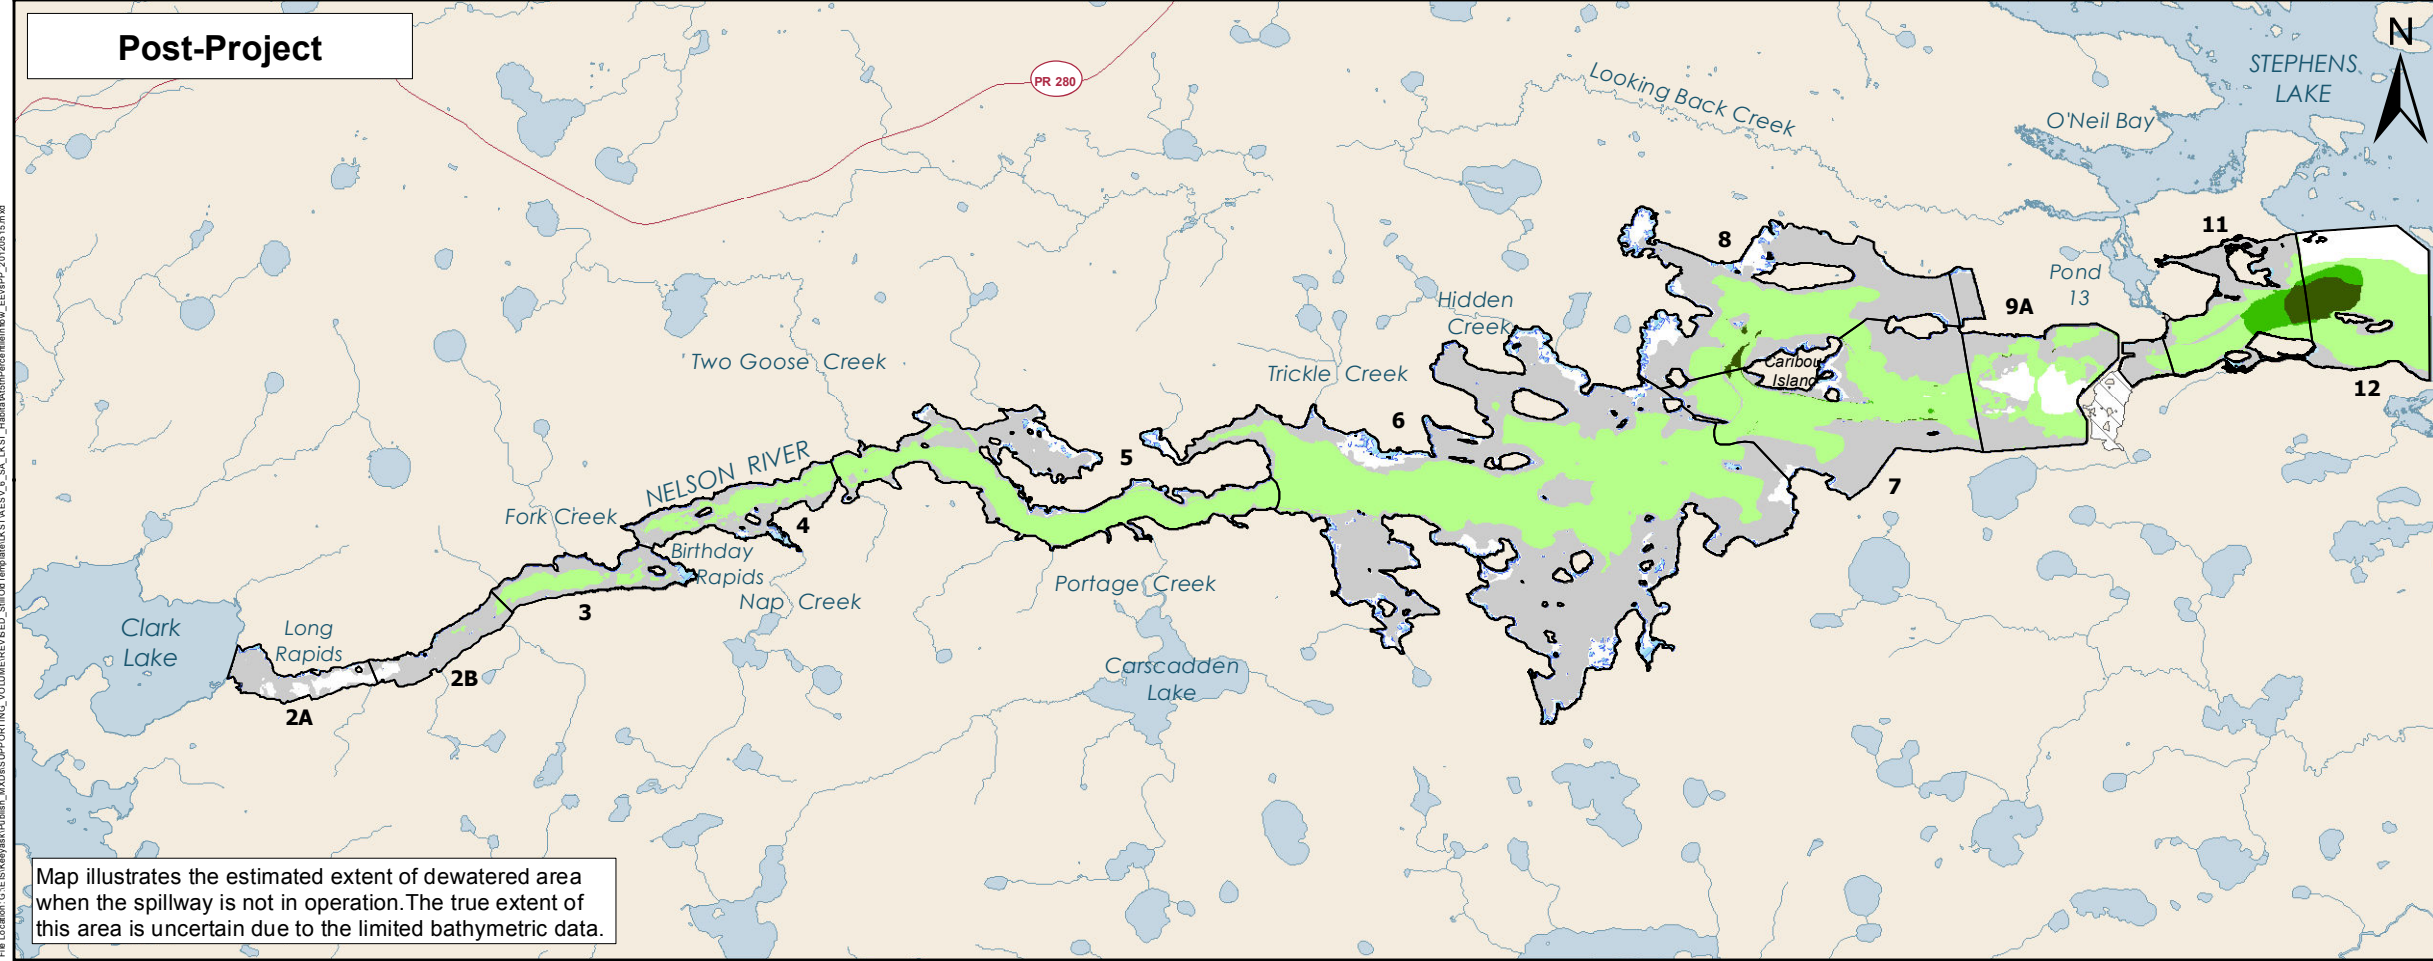 Post-Project
N
PR 280
STEPHENS
LAKE
Looking Back Creek
O'Neil Bay
11
8
Pond
13
9A
Hidden
Creek
Two Goose Creek
Trickle Creek
Caribou
Island
12
6
5
7
NELSON RIVER
Fork Creek
4
Birthday
Rapids
Portage Creek
Nap Creek
3
Clark
Lake
Long
Rapids
2B
Carscadden
Lake
2A
Map illustrates the estimated extent of dewatered area
when the spillway is not in operation.The true extent of
this area is uncertain due to the limited bathymetric data.